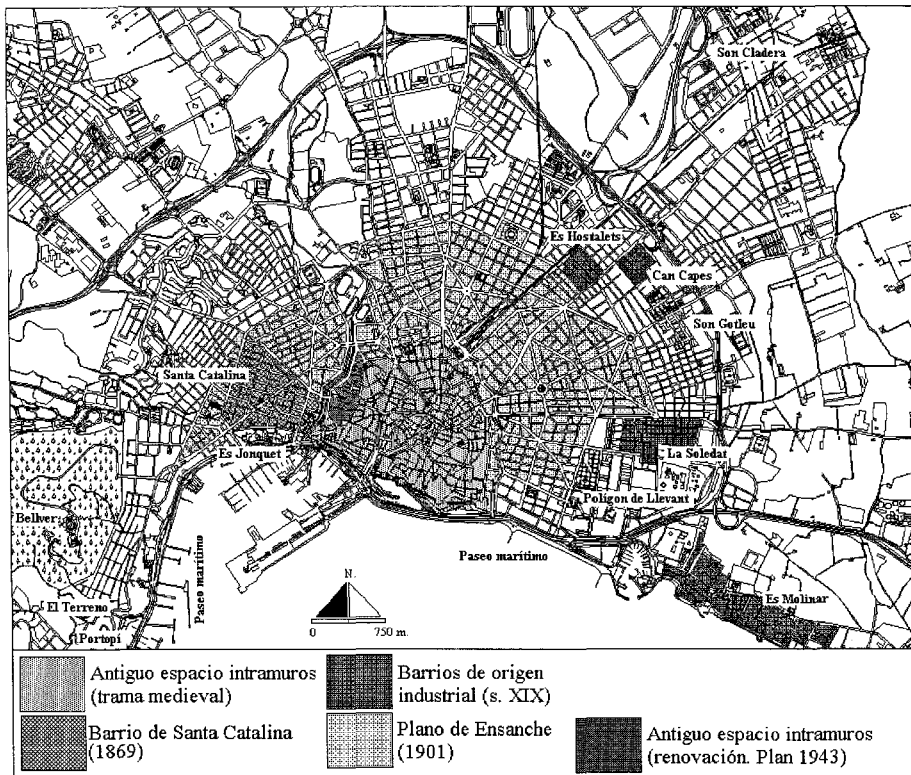 Son Cladera
Es Hostalets
Can Capes
Son Gotleu
Santa Catalina
Es Jonquet
La Soledat
Polígon de Llevant
Bellver
Paseo marítimo
Paseo marítimo
El Terreno
Portopí
Es Molinar
N.
0 750 m.
Antiguo espacio intramuros
(trama medieval)
Barrios de origen
industrial (s. XIX)
Barrio de Santa Catalina
(1869)
Plano de Ensanche
(1901)
Antiguo espacio intramuros
(renovación. Plan 1943)